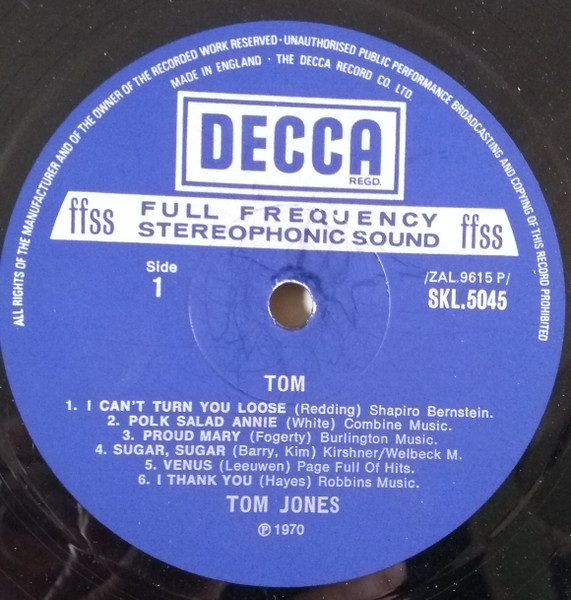 ALL RIGHTS OF THE MANUFACTURER AND OF THE OWNER OF THE RECORDED WORK RESERVED · UNAUTHORISED PUBLIC PERFORMANCE BROADCASTING AND COPYING OF THIS RECORD PROHIBITED
MADE IN ENGLAND · THE DECCA RECORD CO. LTD.
DECCA
REGD.
ffss FULL FREQUENCY STEREOPHONIC SOUND ffss
Side
1
/ZAL.9615 P/
SKL.5045
TOM
1. I CAN'T TURN YOU LOOSE (Redding) Shapiro Bernstein.
2. POLK SALAD ANNIE (White) Combine Music.
3. PROUD MARY (Fogerty) Burlington Music.
4. SUGAR, SUGAR (Barry, Kim) Kirshner/Welbeck M.
5. VENUS (Leeuwen) Page Full Of Hits.
6. I THANK YOU (Hayes) Robbins Music.
TOM JONES
℗ 1970